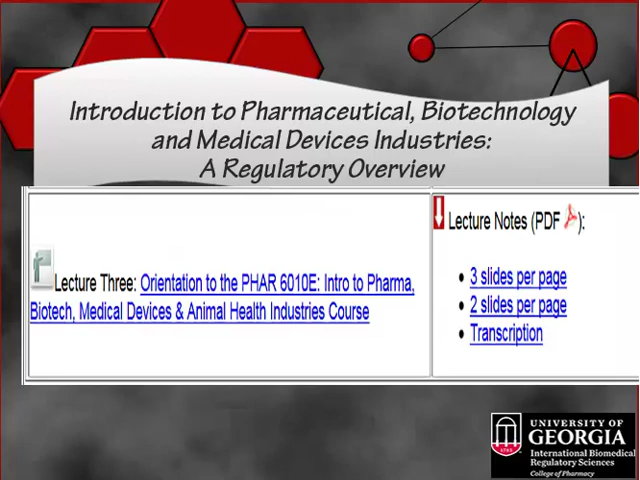 Introduction to Pharmaceutical, Biotechnology
and Medical Devices Industries:
A Regulatory Overview
Lecture Three: Orientation to the PHAR 6010E: Intro to Pharma,
Biotech, Medical Devices & Animal Health Industries Course
Lecture Notes (PDF ):
• 3 slides per page
• 2 slides per page
• Transcription
UNIVERSITY OF
GEORGIA
International Biomedical
Regulatory Sciences
College of Pharmacy